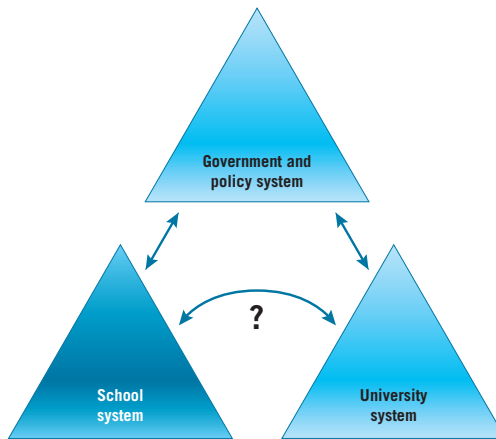 Government and
policy system
?
School
system
University
system